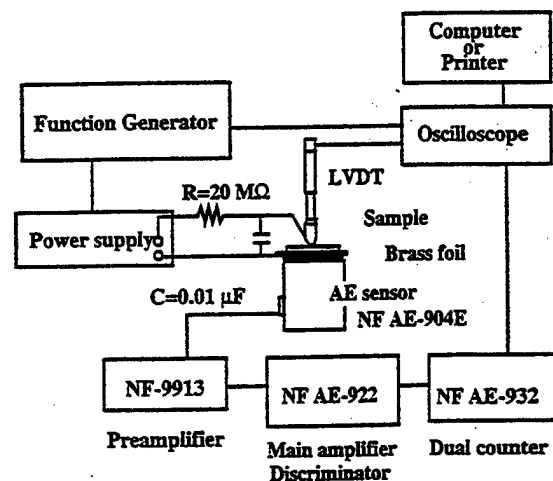 Computer
or
Printer
Function Generator
Oscilloscope
LVDT
R=20 MΩ
Sample
Power supply
Brass foil
C=0.01 μF
AE sensor
NF AE-904E
NF-9913
NF AE-922
NF AE-932
Preamplifier
Main amplifier
Discriminator
Dual counter